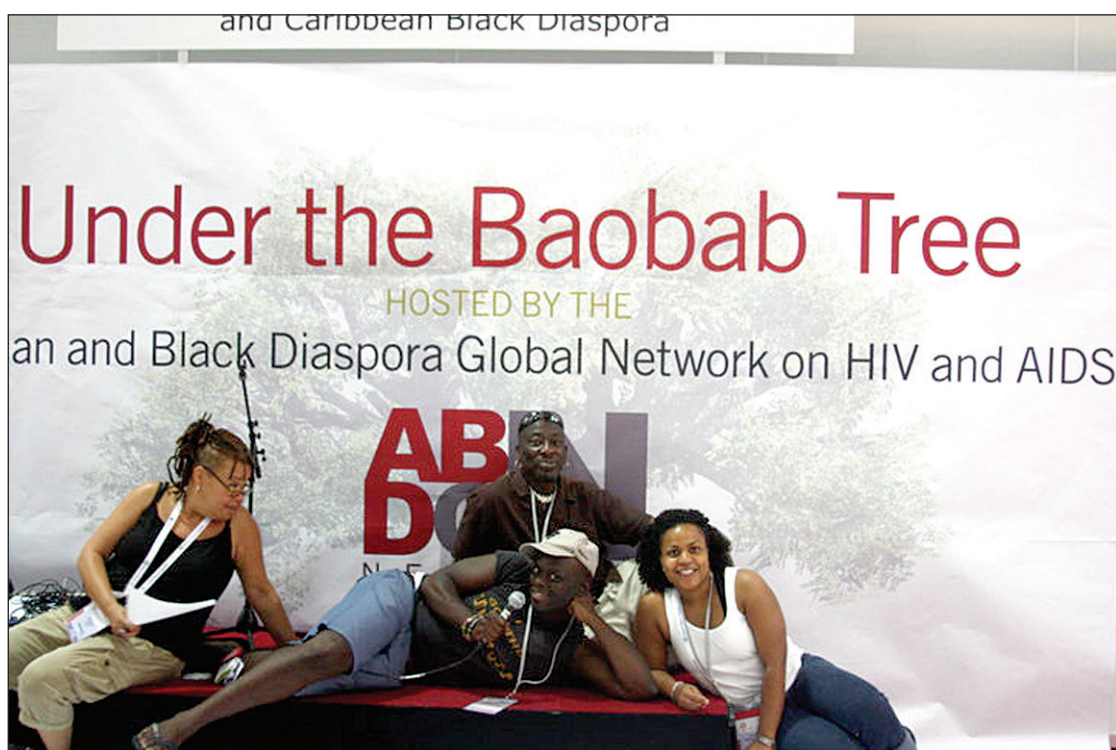 and Caribbean Black Diaspora
Under the Baobab Tree
HOSTED BY THE
an and Black Diaspora Global Network on HIV and AIDS
AB
D
N E